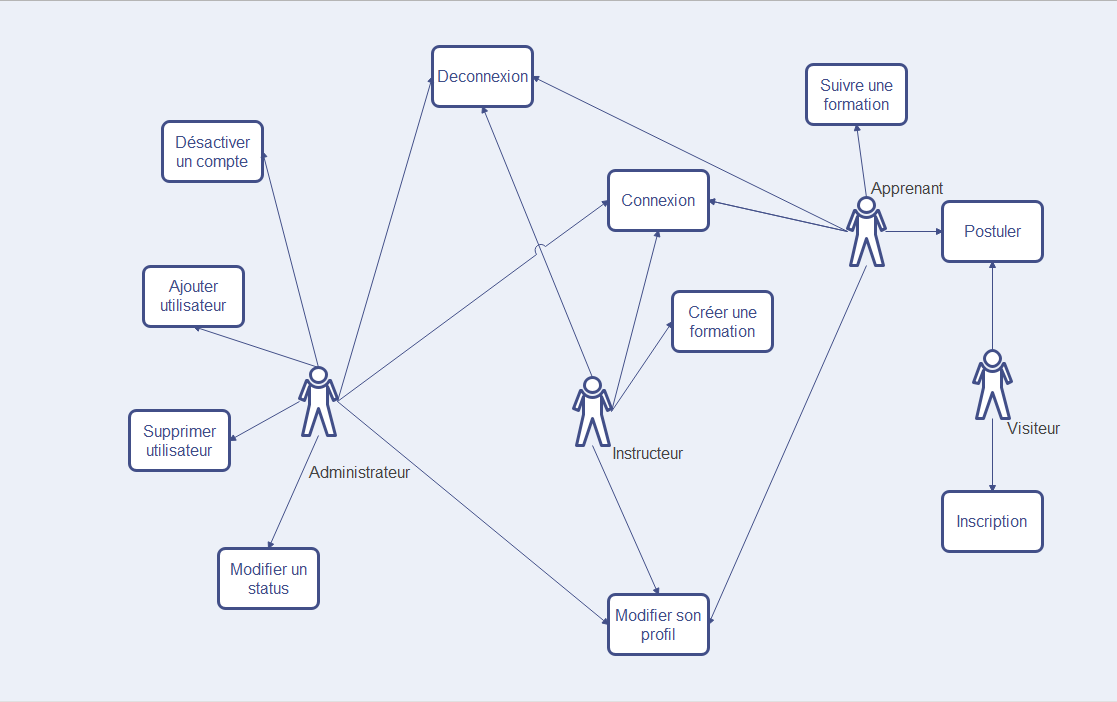 Deconnexion
Suivre une
formation
Désactiver
un compte
Apprenant
Connexion
Postuler
Ajouter
utilisateur
Créer une
formation
Supprimer
utilisateur
Visiteur
Instructeur
Administrateur
Inscription
Modifier un
status
Modifier son
profil